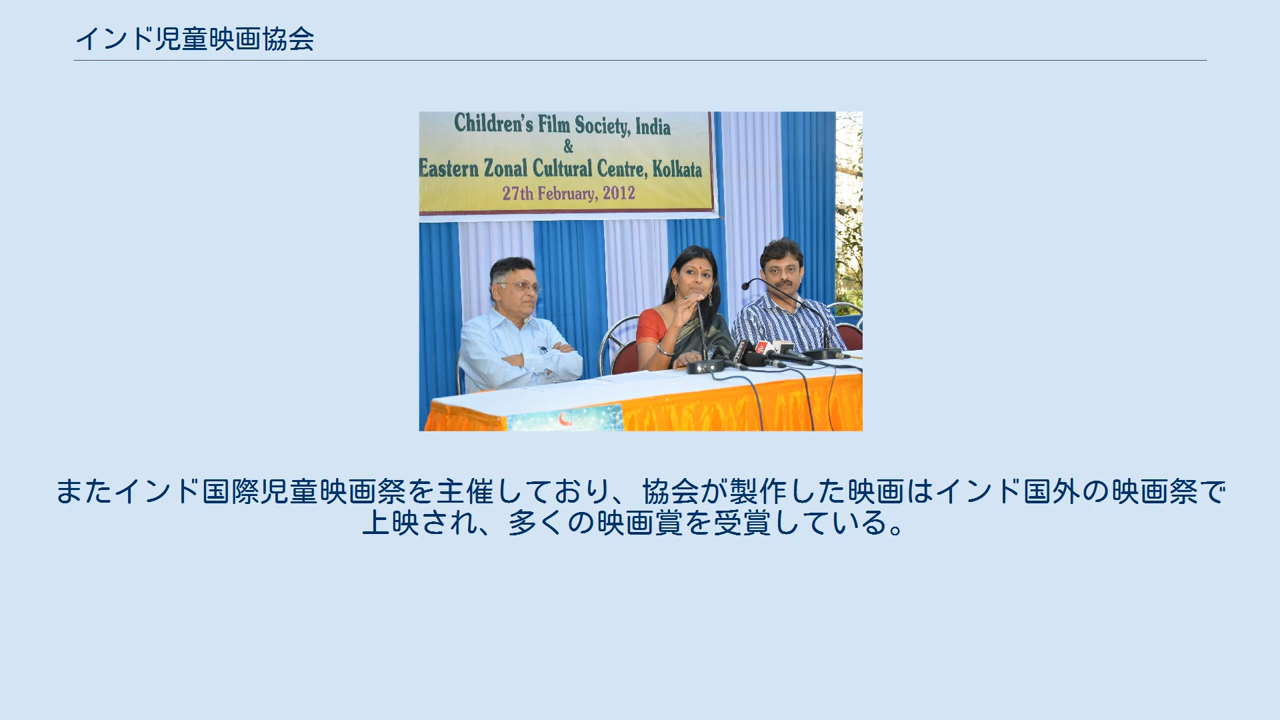 インド児童映画協会
Children's Film Society, India
&
Eastern Zonal Cultural Centre, Kolkata
27th February, 2012
またインド国際児童映画祭を主催しており、協会が製作した映画はインド国外の映画祭で
上映され、多くの映画賞を受賞している。